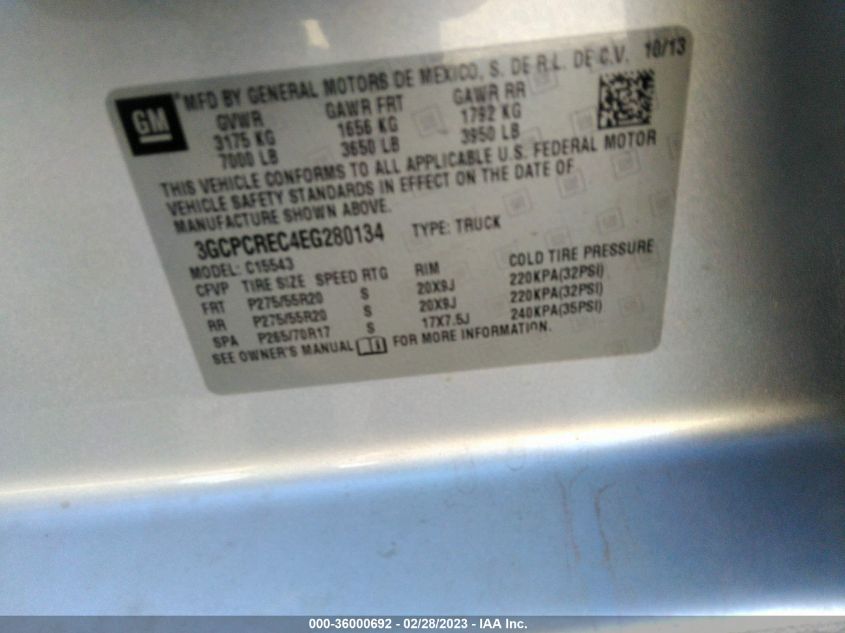 GM ® MFD BY GENERAL MOTORS DE MEXICO, S. DE R.L. DE C.V. 10/13
GVWR GAWR FRT GAWR RR
3175 KG 1656 KG 1792 KG
7000 LB 3650 LB 3950 LB
THIS VEHICLE CONFORMS TO ALL APPLICABLE U.S. FEDERAL MOTOR
VEHICLE SAFETY STANDARDS IN EFFECT ON THE DATE OF
MANUFACTURE SHOWN ABOVE.
3GCPCREC4EG280134 TYPE: TRUCK
MODEL: C15543
CFVP TIRE SIZE SPEED RTG RIM COLD TIRE PRESSURE
FRT P275/55R20 S 20X9J 220KPA(32PSI)
RR P275/55R20 S 20X9J 220KPA(32PSI)
SPA P265/70R17 S 17X7.5J 240KPA(35PSI)
SEE OWNER'S MANUAL FOR MORE INFORMATION.
000-36000692 - 02/28/2023 - IAA Inc.